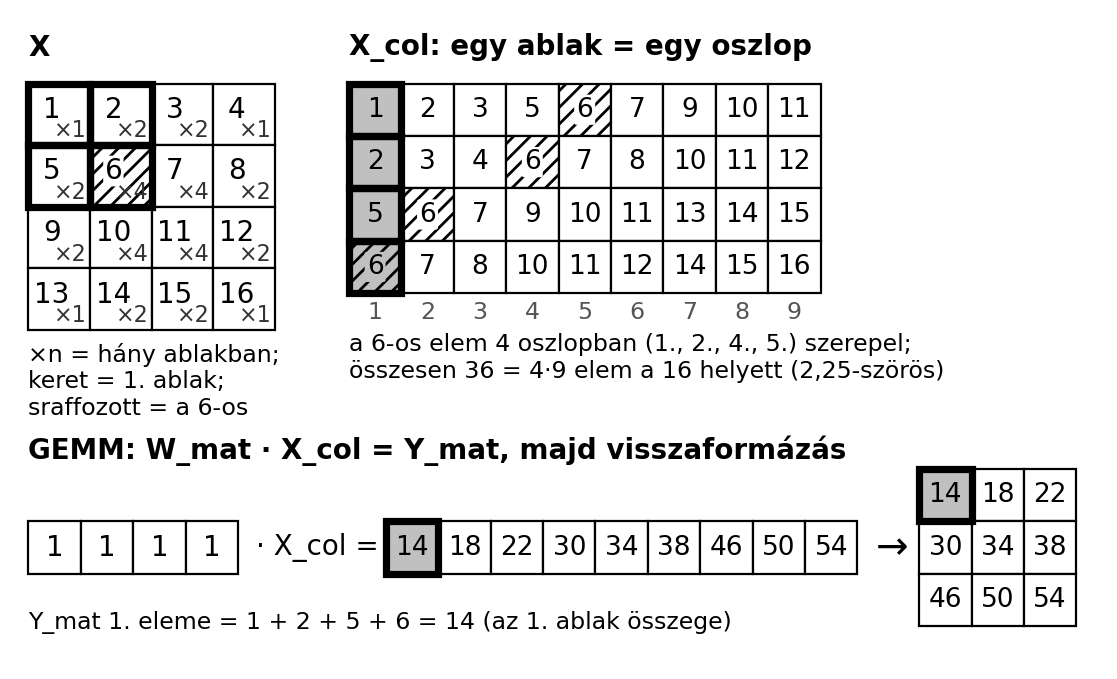 X
X_col: egy ablak = egy oszlop
1 ×1 2 ×2 3 ×2 4 ×1
5 ×2 6 ×4 7 ×4 8 ×2
9 ×2 10 ×4 11 ×4 12 ×2
13 ×1 14 ×2 15 ×2 16 ×1
×n = hány ablakban;
keret = 1. ablak;
sraffozott = a 6-os
1 2 3 5 6 7 9 10 11
2 3 4 6 7 8 10 11 12
5 6 7 9 10 11 13 14 15
6 7 8 10 11 12 14 15 16
1 2 3 4 5 6 7 8 9
a 6-os elem 4 oszlopban (1., 2., 4., 5.) szerepel;
összesen 36 = 4·9 elem a 16 helyett (2,25-szörös)
GEMM: W_mat · X_col = Y_mat, majd visszaformázás
1 1 1 1 · X_col = 14 18 22 30 34 38 46 50 54 →
14 18 22
30 34 38
46 50 54
Y_mat 1. eleme = 1 + 2 + 5 + 6 = 14 (az 1. ablak összege)